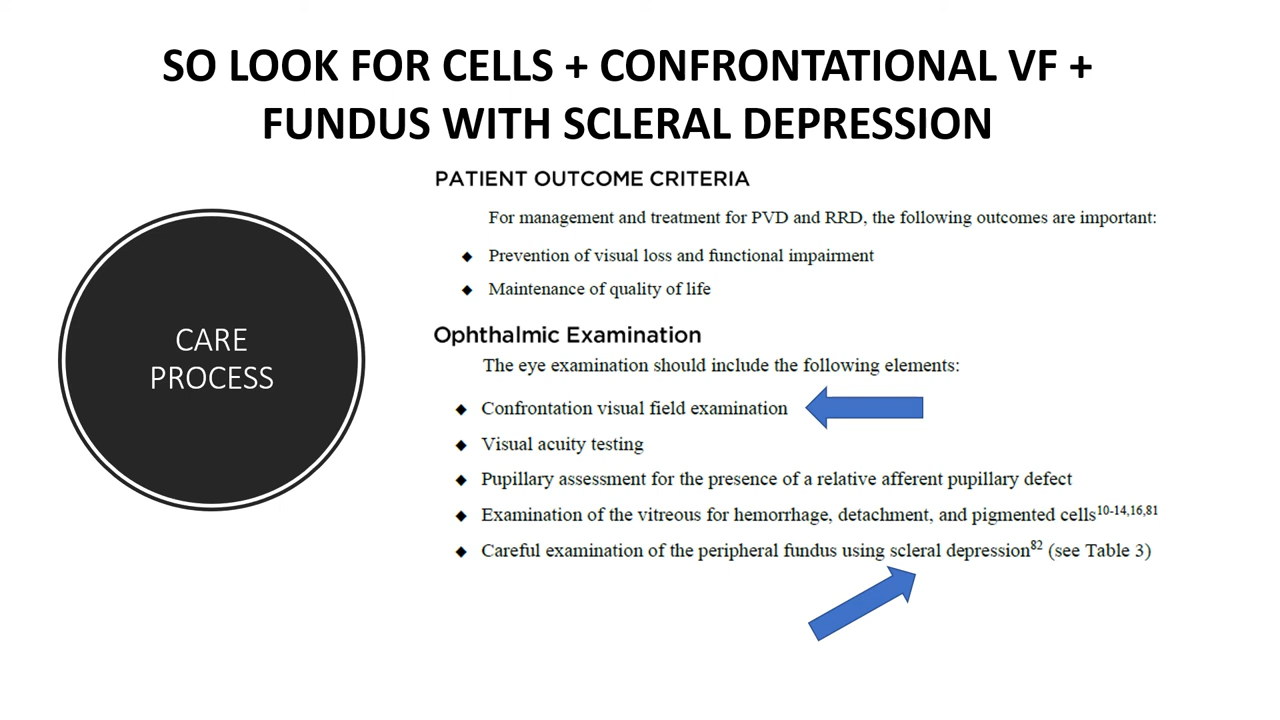 SO LOOK FOR CELLS + CONFRONTATIONAL VF +
FUNDUS WITH SCLERAL DEPRESSION
CARE
PROCESS
PATIENT OUTCOME CRITERIA
For management and treatment for PVD and RRD, the following outcomes are important:
◆ Prevention of visual loss and functional impairment
◆ Maintenance of quality of life
Ophthalmic Examination
The eye examination should include the following elements:
◆ Confrontation visual field examination
◆ Visual acuity testing
◆ Pupillary assessment for the presence of a relative afferent pupillary defect
◆ Examination of the vitreous for hemorrhage, detachment, and pigmented cells10-14,16,81
◆ Careful examination of the peripheral fundus using scleral depression82 (see Table 3)